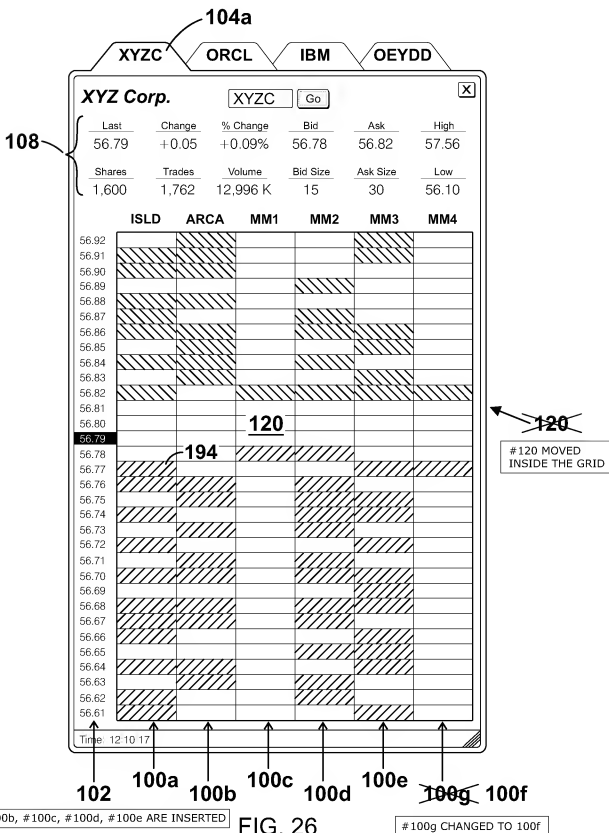 104a
XYZC ORCL IBM OEYDD
X
XYZ Corp. XYZC Go
108
Last Change % Change Bid Ask High
56.79 +0.05 +0.09% 56.78 56.82 57.56
Shares Trades Volume Bid Size Ask Size Low
1,600 1,762 12,996 K 15 30 56.10
ISLD ARCA MM1 MM2 MM3 MM4
56.92
56.91
56.90
56.89
56.88
56.87
56.86
56.85
56.84
56.83
56.82
56.81
56.80 120 120
56.79
56.78 194
#120 MOVED
INSIDE THE GRID
56.77
56.76
56.75
56.74
56.73
56.72
56.71
56.70
56.69
56.68
56.67
56.66
56.65
56.64
56.63
56.62
56.61
Time: 12:10:17
102 100a 100b 100c 100d 100e 100g 100f
00b, #100c, #100d, #100e ARE INSERTED
FIG. 26
#100g CHANGED TO 100f